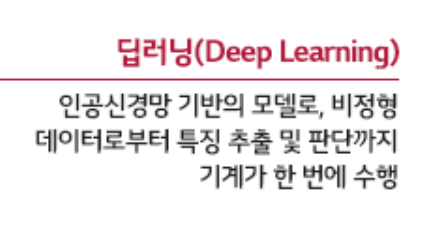 딥러닝(Deep Learning)
인공신경망 기반의 모델로, 비정형
데이터로부터 특징 추출 및 판단까지
기계가 한 번에 수행